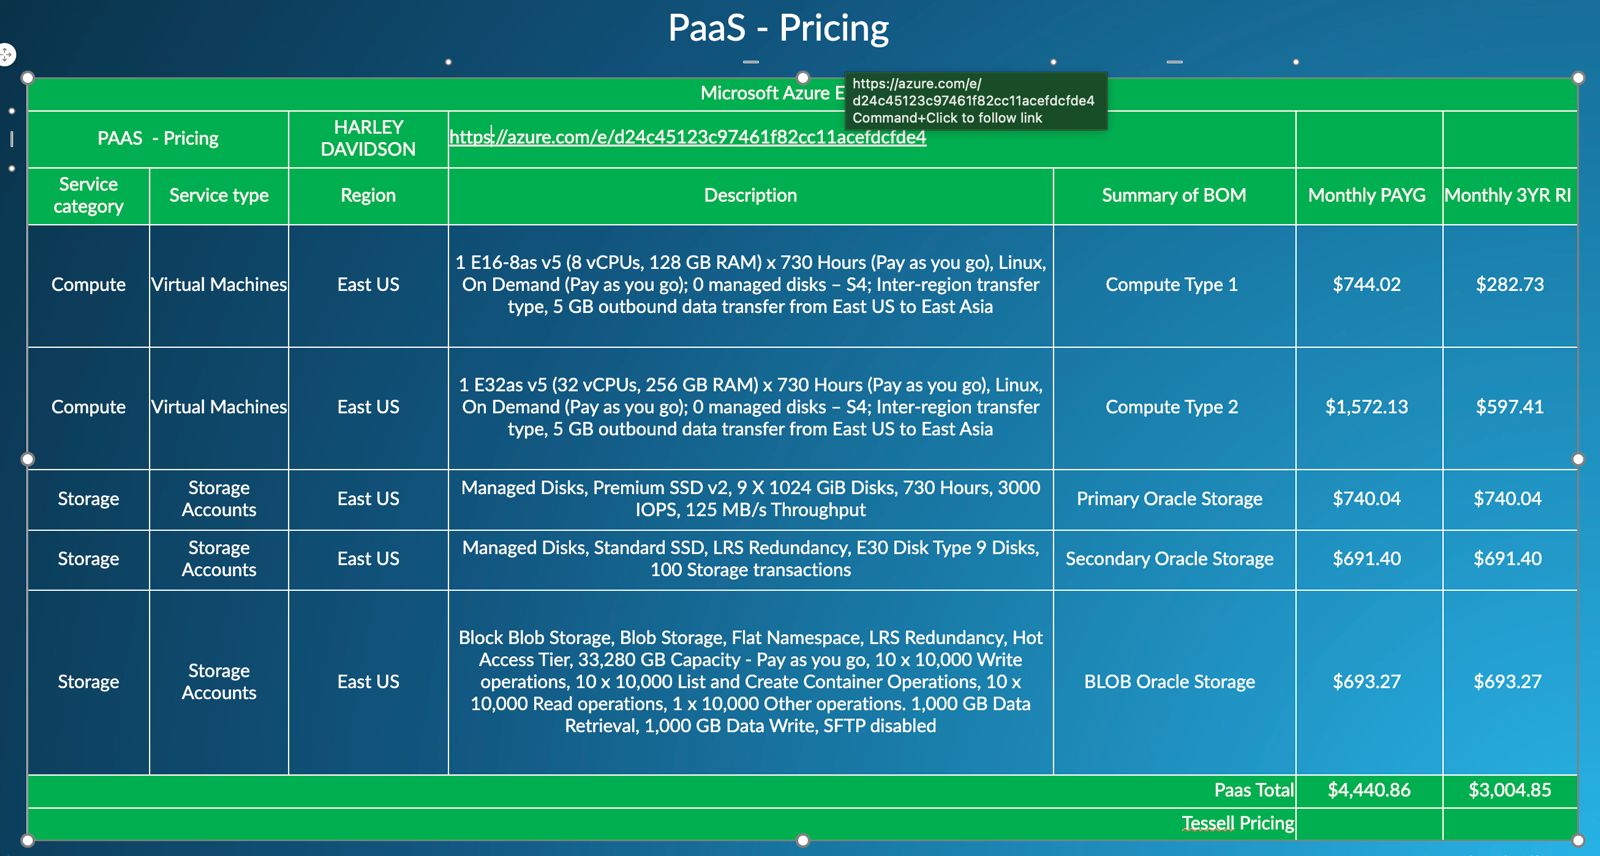 PaaS - Pricing
Microsoft Azure E
https://azure.com/e/
d24c45123c97461f82cc11acefdcfde4
Command+Click to follow link
PAAS - Pricing
HARLEY
DAVIDSON
https://azure.com/e/d24c45123c97461f82cc11acefdcfde4
Service
category
Service type
Region
Description
Summary of BOM
Monthly PAYG
Monthly 3YR RI
Compute
Virtual Machines
East US
1 E16-8as v5 (8 vCPUs, 128 GB RAM) x 730 Hours (Pay as you go), Linux,
On Demand (Pay as you go); 0 managed disks – S4; Inter-region transfer
type, 5 GB outbound data transfer from East US to East Asia
Compute Type 1
$744.02
$282.73
Compute
Virtual Machines
East US
1 E32as v5 (32 vCPUs, 256 GB RAM) x 730 Hours (Pay as you go), Linux,
On Demand (Pay as you go); 0 managed disks – S4; Inter-region transfer
type, 5 GB outbound data transfer from East US to East Asia
Compute Type 2
$1,572.13
$597.41
Storage
Storage
Accounts
East US
Managed Disks, Premium SSD v2, 9 X 1024 GiB Disks, 730 Hours, 3000
IOPS, 125 MB/s Throughput
Primary Oracle Storage
$740.04
$740.04
Storage
Storage
Accounts
East US
Managed Disks, Standard SSD, LRS Redundancy, E30 Disk Type 9 Disks,
100 Storage transactions
Secondary Oracle Storage
$691.40
$691.40
Storage
Storage
Accounts
East US
Block Blob Storage, Blob Storage, Flat Namespace, LRS Redundancy, Hot
Access Tier, 33,280 GB Capacity - Pay as you go, 10 x 10,000 Write
operations, 10 x 10,000 List and Create Container Operations, 10 x
10,000 Read operations, 1 x 10,000 Other operations. 1,000 GB Data
Retrieval, 1,000 GB Data Write, SFTP disabled
BLOB Oracle Storage
$693.27
$693.27
Paas Total
$4,440.86
$3,004.85
Tessell Pricing